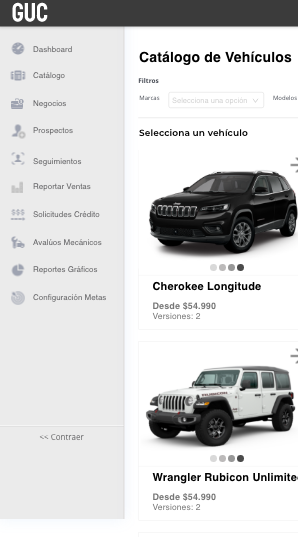 GUC
Dashboard
Catálogo
Negocios
Prospectos
Seguimientos
Reportar Ventas
Solicitudes Crédito
Avalúos Mecánicos
Reportes Gráficos
Configuración Metas
<< Contraer
Catálogo de Vehículos
Filtros
Marcas
Selecciona una opción
Modelos
Selecciona un vehículo
Cherokee Longitude
Desde $54.990
Versiones: 2
Wrangler Rubicon Unlimite
Desde $54.990
Versiones: 2